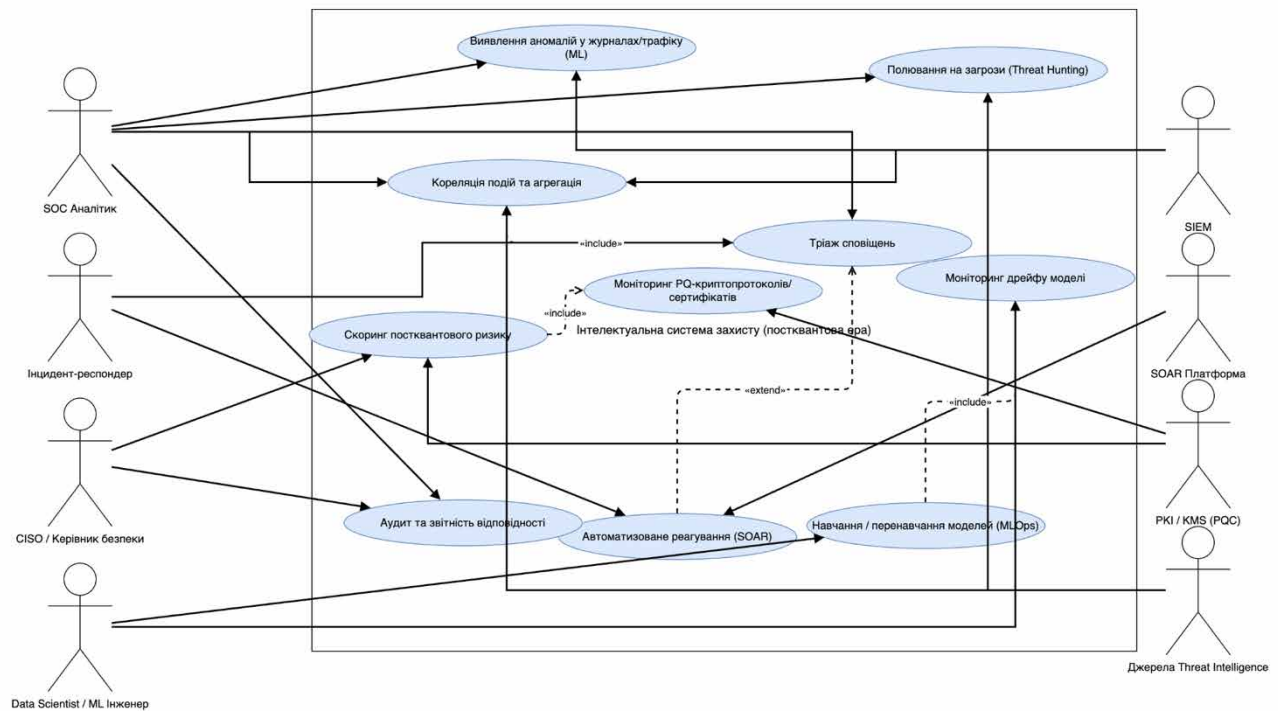 Виявлення аномалій у журналах/трафіку
(ML)
Полювання на загрози (Threat Hunting)
SOC Аналітик
Кореляція подій та агрегація
SIEM
«include»
Тріаж сповіщень
Моніторинг дрейфу моделі
Моніторинг PQ-криптопротоколів/
сертифікатів
«include»
Інтелектуальна система захисту (постквантова ера)
Скоринг постквантового ризику
Інцидент-респондер
SOAR Платформа
«extend»
«include»
Аудит та звітність відповідності
Автоматизоване реагування (SOAR)
Навчання / перенавчання моделей (MLOps)
CISO / Керівник безпеки
PKI / KMS (PQC)
Джерела Threat Intelligence
Data Scientist / ML Інженер